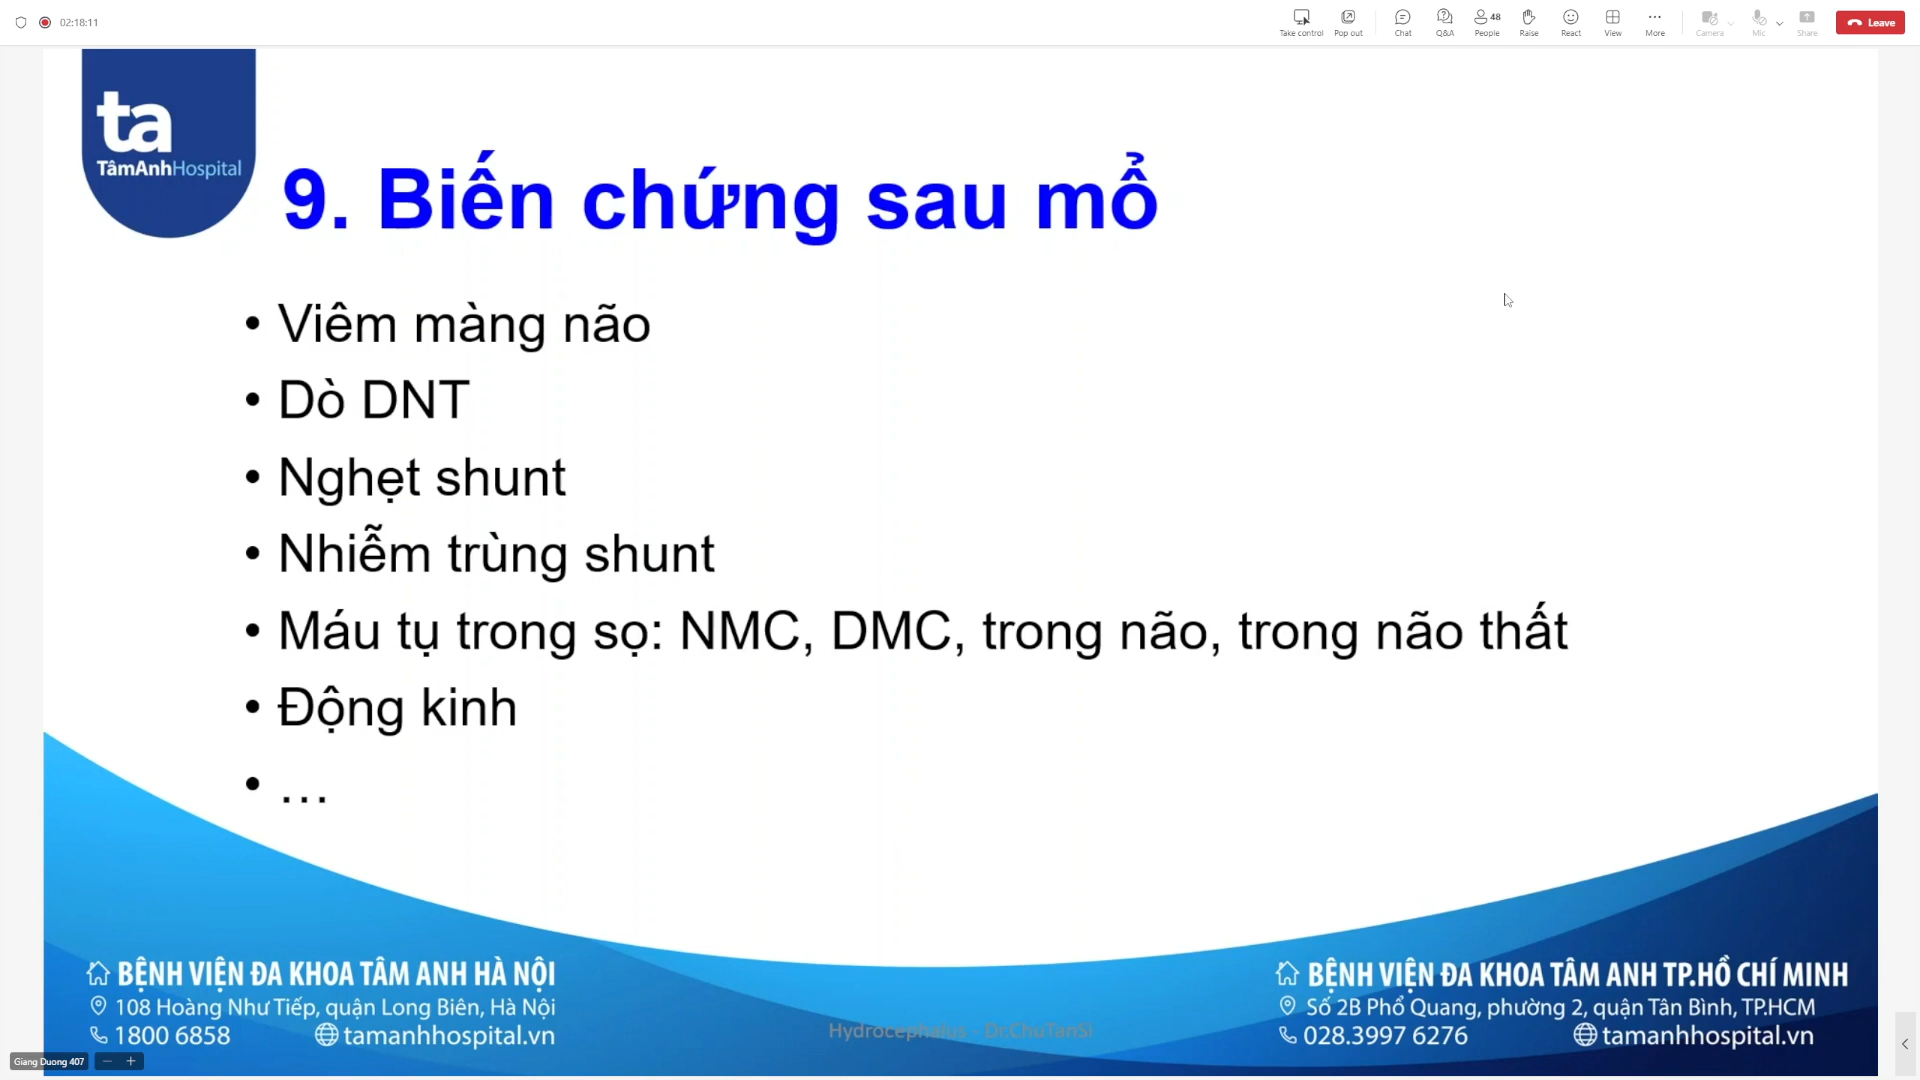 02:18:11
Take control Pop out Chat Q&A 48 People Raise React View More Camera Mic Share Leave
ta
TâmAnhHospital
9. Biến chứng sau mổ
• Viêm màng não
• Dò DNT
• Nghẹt shunt
• Nhiễm trùng shunt
• Máu tụ trong sọ: NMC, DMC, trong não, trong não thất
• Động kinh
• ...
BỆNH VIỆN ĐA KHOA TÂM ANH HÀ NỘI
108 Hoàng Như Tiếp, quận Long Biên, Hà Nội
1800 6858 tamanhhospital.vn
Hydrocephalus - Dr.ChuTanSi
BỆNH VIỆN ĐA KHOA TÂM ANH TP.HỒ CHÍ MINH
Số 2B Phổ Quang, phường 2, quận Tân Bình, TP.HCM
028.3997 6276 tamanhhospital.vn
Giang Duong 407